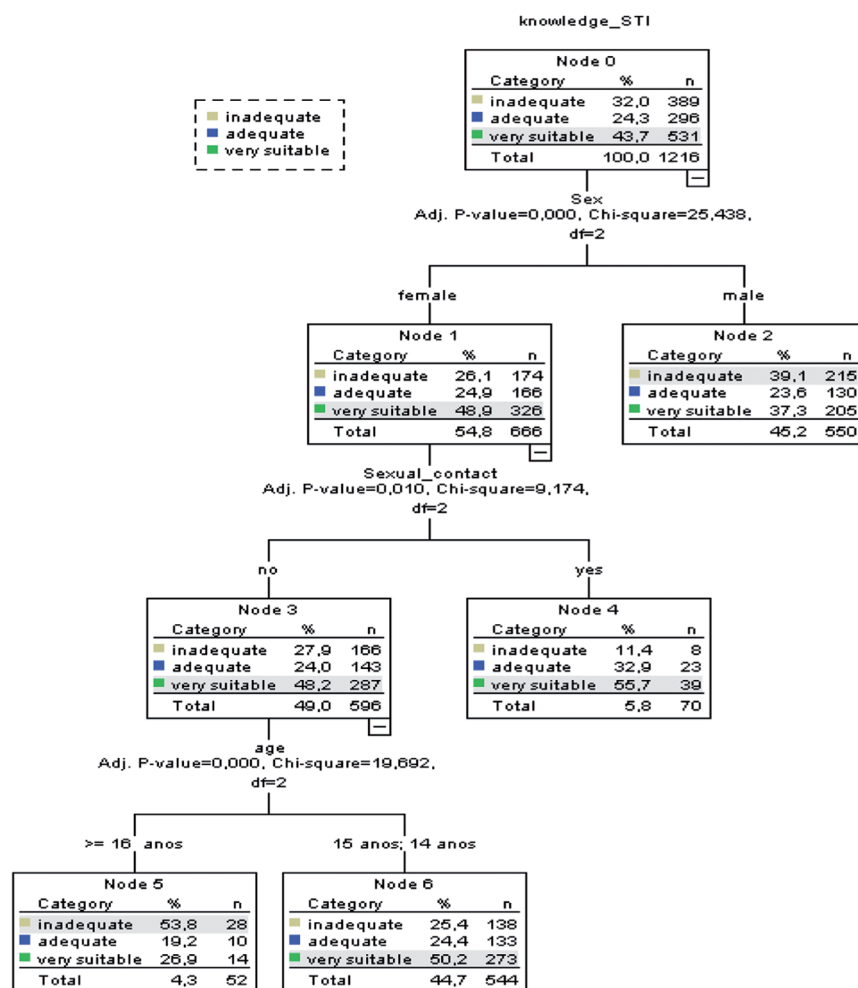 knowledge_STI
Node 0
Category % n
inadequate 32,0 389
adequate 24,3 296
very suitable 43,7 531
Total 100,0 1216
inadequate
adequate
very suitable
Sex
Adj. P-value=0,000, Chi-square=25,438,
df=2
female male
Node 1
Category % n
inadequate 26,1 174
adequate 24,9 166
very suitable 48,9 326
Total 54,8 666
Node 2
Category % n
inadequate 39,1 215
adequate 23,6 130
very suitable 37,3 205
Total 45,2 550
Sexual_contact
Adj. P-value=0,010, Chi-square=9,174,
df=2
no yes
Node 3
Category % n
inadequate 27,9 166
adequate 24,0 143
very suitable 48,2 287
Total 49,0 596
Node 4
Category % n
inadequate 11,4 8
adequate 32,9 23
very suitable 55,7 39
Total 5,8 70
age
Adj. P-value=0,000, Chi-square=19,692,
df=2
>= 16 anos 15 anos; 14 anos
Node 5
Category % n
inadequate 53,8 28
adequate 19,2 10
very suitable 26,9 14
Total 4,3 52
Node 6
Category % n
inadequate 25,4 138
adequate 24,4 133
very suitable 50,2 273
Total 44,7 544